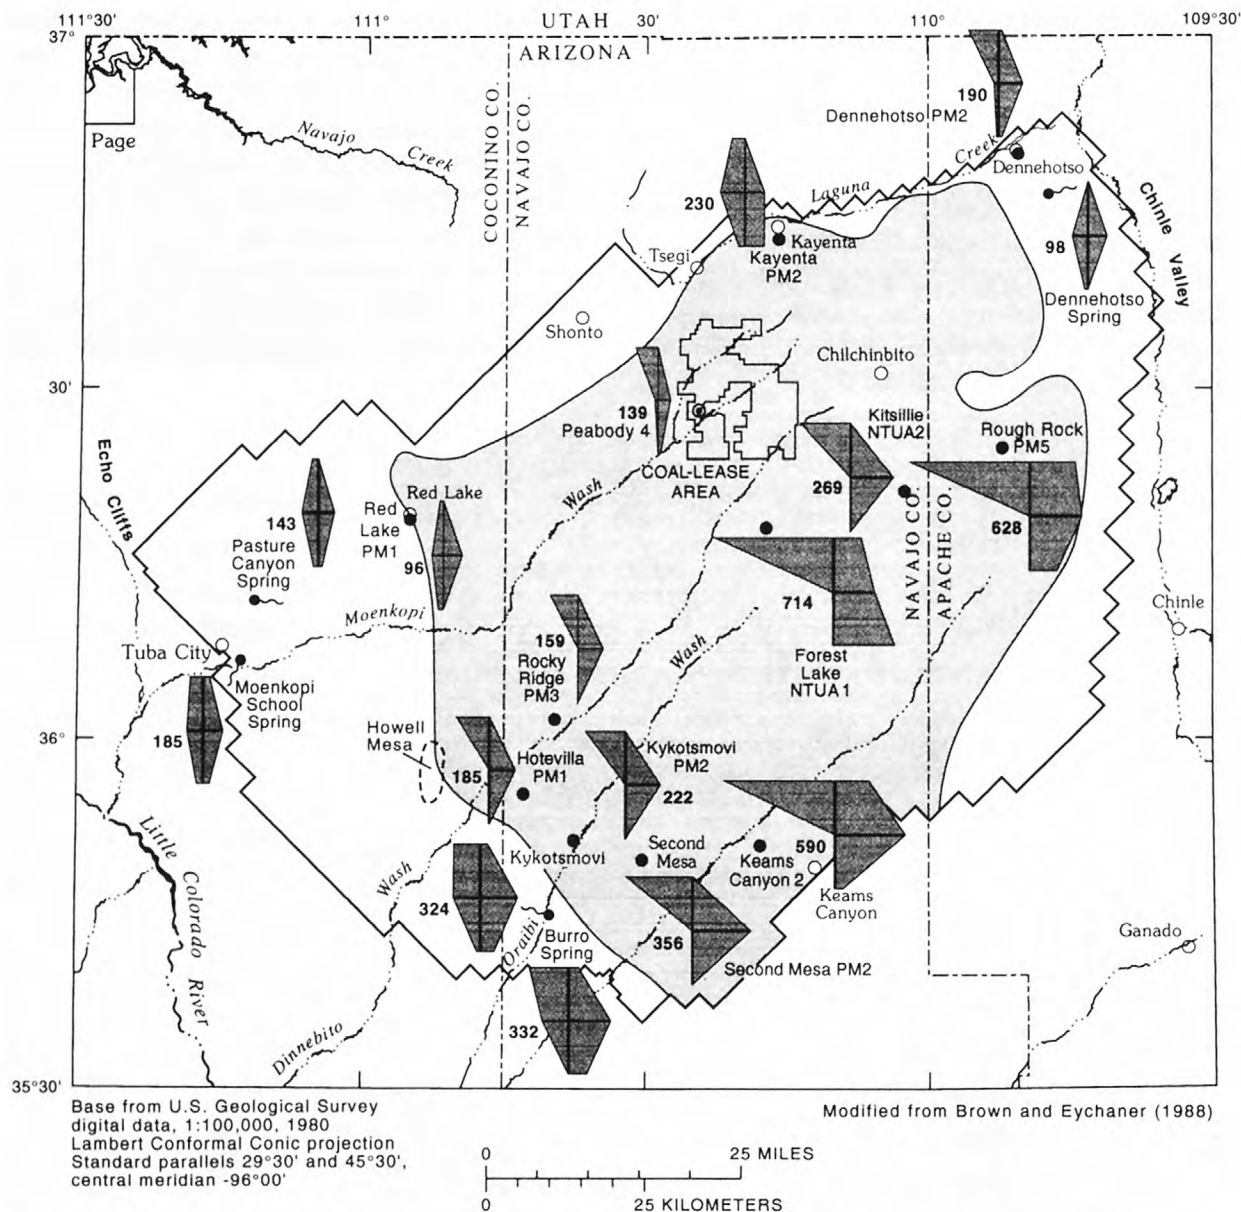 111°30'
111°
UTAH
30'
110°
109°30'
37°
ARIZONA
Page
Navajo
Creek
COCONINO CO.
NAVAJO CO.
190
Dennehotso PM2
Creek
Dennehotso
Laguna
230
Tsegi
Kayenta
Kayenta
PM2
98
Dennehotso
Spring
Chinle Valley
Shonto
Chilchinbito
30'
139
Peabody 4
Kitsillie
NTUA2
Rough Rock
PM5
COAL-LEASE
AREA
Echo Cliffs
Red Lake
Wash
269
628
143
Pasture
Canyon
Spring
Red
Lake
PM1
96
NAVAJO CO.
APACHE CO.
Moenkopi
714
Chinle
159
Rocky
Ridge
PM3
Wash
Forest
Lake
NTUA1
Tuba City
Moenkopi
School
Spring
185
36°
Howell
Mesa
185
Hotevilla
PM1
Kykotsmovi
PM2
222
Little
Colorado
River
Kykotsmovi
Second
Mesa
Keams
Canyon 2
590
Keams
Canyon
Wash
324
Oraibi
Burro
Spring
356
Second Mesa PM2
Ganado
332
Dinnebito
35°30'
Base from U.S. Geological Survey
digital data, 1:100,000, 1980
Lambert Conformal Conic projection
Standard parallels 29°30' and 45°30',
central meridian -96°00'
Modified from Brown and Eychaner (1988)
0 25 MILES
0 25 KILOMETERS